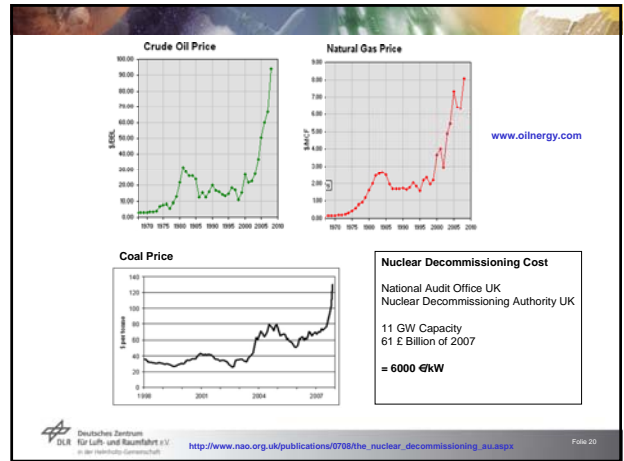 Crude Oil Price
100.00
90.00
80.00
70.00
60.00
50.00
40.00
30.00
20.00
10.00
0.00
$/BBL
1970 1975 1980 1985 1990 1995 2000 2005 2010
Natural Gas Price
9.00
8.00
7.00
6.00
5.00
4.00
3.00
2.00
1.00
0.00
$/MCF
1970 1975 1980 1985 1990 1995 2000 2005 2010
www.oilnergy.com
Coal Price
140
120
100
80
60
40
20
0
$ per tonne
1998 2001 2004 2007
Nuclear Decommissioning Cost
National Audit Office UK
Nuclear Decommissioning Authority UK
11 GW Capacity
61 £ Billion of 2007
= 6000 €/kW
DLR
Deutsches Zentrum
für Luft- und Raumfahrt e.V.
in der Helmholtz-Gemeinschaft
http://www.nao.org.uk/publications/0708/the_nuclear_decommissioning_au.aspx
Folie 20